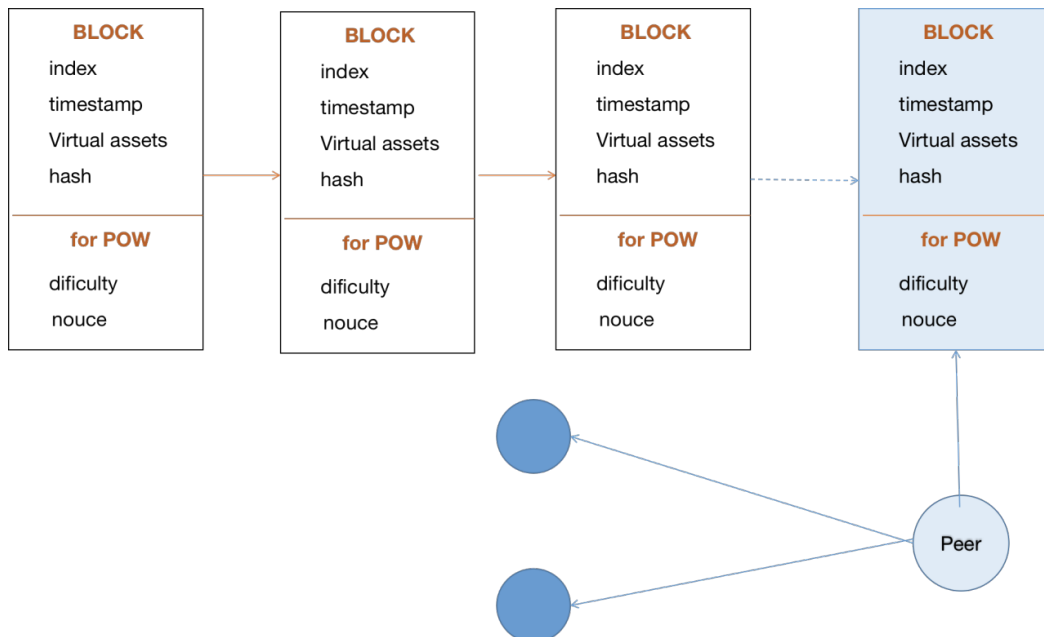 BLOCK
index
timestamp
Virtual assets
hash
for POW
dificulty
nouce
BLOCK
index
timestamp
Virtual assets
hash
for POW
dificulty
nouce
BLOCK
index
timestamp
Virtual assets
hash
for POW
dificulty
nouce
BLOCK
index
timestamp
Virtual assets
hash
for POW
dificulty
nouce
Peer